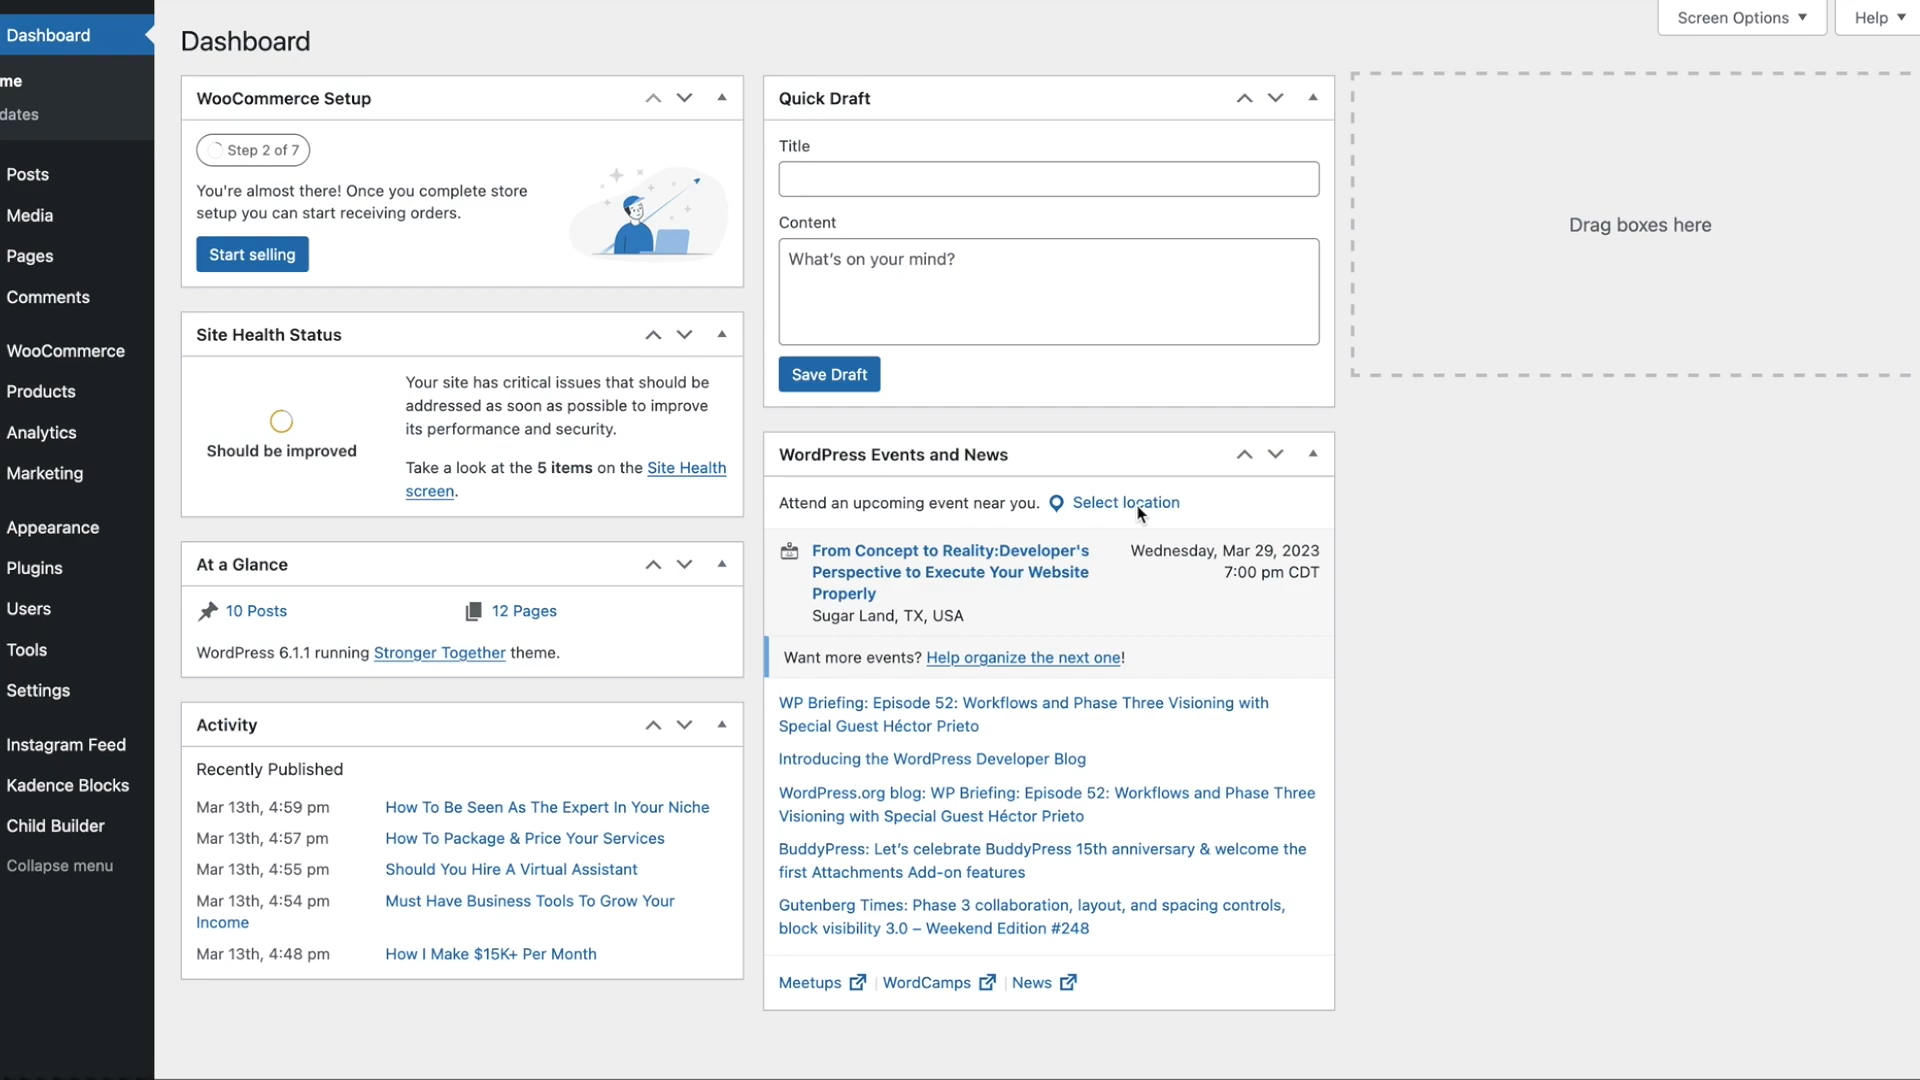 Screen Options
Help
Dashboard
me
dates
Posts
Media
Pages
Comments
WooCommerce
Products
Analytics
Marketing
Appearance
Plugins
Users
Tools
Settings
Instagram Feed
Kadence Blocks
Child Builder
Collapse menu
Dashboard
WooCommerce Setup
Step 2 of 7
You're almost there! Once you complete store
setup you can start receiving orders.
Start selling
Site Health Status
Should be improved
Your site has critical issues that should be
addressed as soon as possible to improve
its performance and security.
Take a look at the 5 items on the Site Health
screen.
At a Glance
10 Posts
12 Pages
WordPress 6.1.1 running Stronger Together theme.
Activity
Recently Published
Mar 13th, 4:59 pm How To Be Seen As The Expert In Your Niche
Mar 13th, 4:57 pm How To Package & Price Your Services
Mar 13th, 4:55 pm Should You Hire A Virtual Assistant
Mar 13th, 4:54 pm Must Have Business Tools To Grow Your
Income
Mar 13th, 4:48 pm How I Make $15K+ Per Month
Quick Draft
Title
Content
What's on your mind?
Save Draft
WordPress Events and News
Attend an upcoming event near you. Select location
From Concept to Reality:Developer's
Perspective to Execute Your Website
Properly
Sugar Land, TX, USA
Wednesday, Mar 29, 2023
7:00 pm CDT
Want more events? Help organize the next one!
WP Briefing: Episode 52: Workflows and Phase Three Visioning with
Special Guest Héctor Prieto
Introducing the WordPress Developer Blog
WordPress.org blog: WP Briefing: Episode 52: Workflows and Phase Three
Visioning with Special Guest Héctor Prieto
BuddyPress: Let's celebrate BuddyPress 15th anniversary & welcome the
first Attachments Add-on features
Gutenberg Times: Phase 3 collaboration, layout, and spacing controls,
block visibility 3.0 – Weekend Edition #248
Meetups | WordCamps | News
Drag boxes here